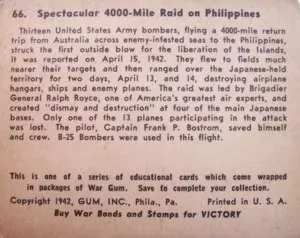 66. Spectacular 4000-Mile Raid on Philippines
Thirteen United States Army bombers, flying a 4000-mile return
trip from Australia across enemy-infested seas to the Philippines,
struck the first outside blow for the liberation of the Islands,
it was reported on April 15, 1942. They flew to fields much
nearer their targets and then ranged over the Japanese-held
territory for two days, April 13, and 14, destroying airplane
hangars, ships and enemy planes. The raid was led by Brigadier
General Ralph Royce, one of America's greatest air experts, and
created "dismay and destruction" at four of the main Japanese
bases. Only one of the 13 planes participating in the attack
was lost. The pilot, Captain Frank P. Bostrom, saved himself
and crew. B-25 Bombers were used in this flight.
This is one of a series of educational cards which come wrapped
in packages of War Gum. Save to complete your collection.
Copyright 1942, GUM, INC., Phila., Pa. Printed in U. S. A.
Buy War Bonds and Stamps for VICTORY